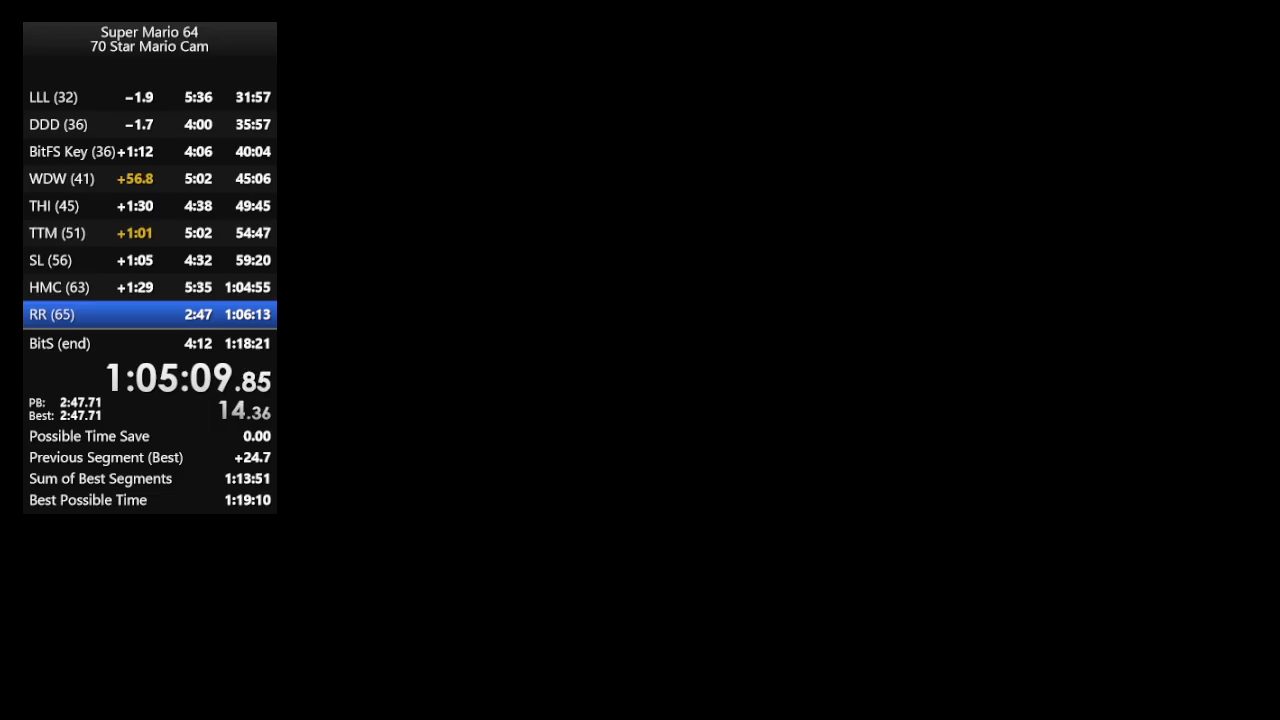 Super Mario 64
70 Star Mario Cam
LLL (32) −1.9 5:36 31:57
DDD (36) −1.7 4:00 35:57
BitFS Key (36) +1:12 4:06 40:04
WDW (41) +56.8 5:02 45:06
THI (45) +1:30 4:38 49:45
TTM (51) +1:01 5:02 54:47
SL (56) +1:05 4:32 59:20
HMC (63) +1:29 5:35 1:04:55
RR (65) 2:47 1:06:13
BitS (end) 4:12 1:18:21
1:05:09.85
PB: 2:47.71
Best: 2:47.71
14.36
Possible Time Save 0.00
Previous Segment (Best) +24.7
Sum of Best Segments 1:13:51
Best Possible Time 1:19:10